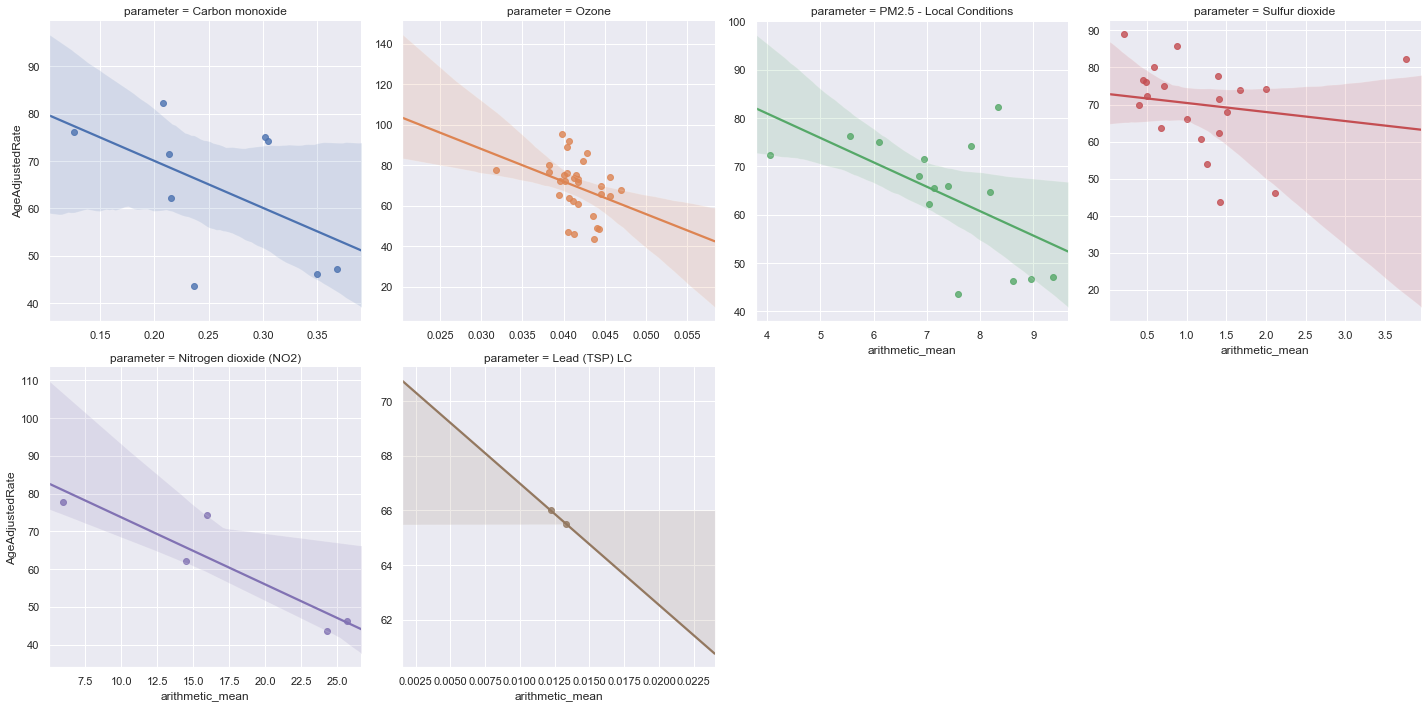 parameter = Carbon monoxide
AgeAdjustedRate
90
80
70
60
50
40
0.15 0.20 0.25 0.30 0.35
parameter = Ozone
140
120
100
80
60
40
20
0.025 0.030 0.035 0.040 0.045 0.050 0.055
parameter = PM2.5 - Local Conditions
100
90
80
70
60
50
40
4 5 6 7 8 9
arithmetic_mean
parameter = Sulfur dioxide
90
80
70
60
50
40
30
20
0.5 1.0 1.5 2.0 2.5 3.0 3.5
arithmetic_mean
parameter = Nitrogen dioxide (NO2)
AgeAdjustedRate
110
100
90
80
70
60
50
40
7.5 10.0 12.5 15.0 17.5 20.0 22.5 25.0
arithmetic_mean
parameter = Lead (TSP) LC
70
68
66
64
62
0.0025 0.0050 0.0075 0.0100 0.0125 0.0150 0.0175 0.0200 0.0225
arithmetic_mean